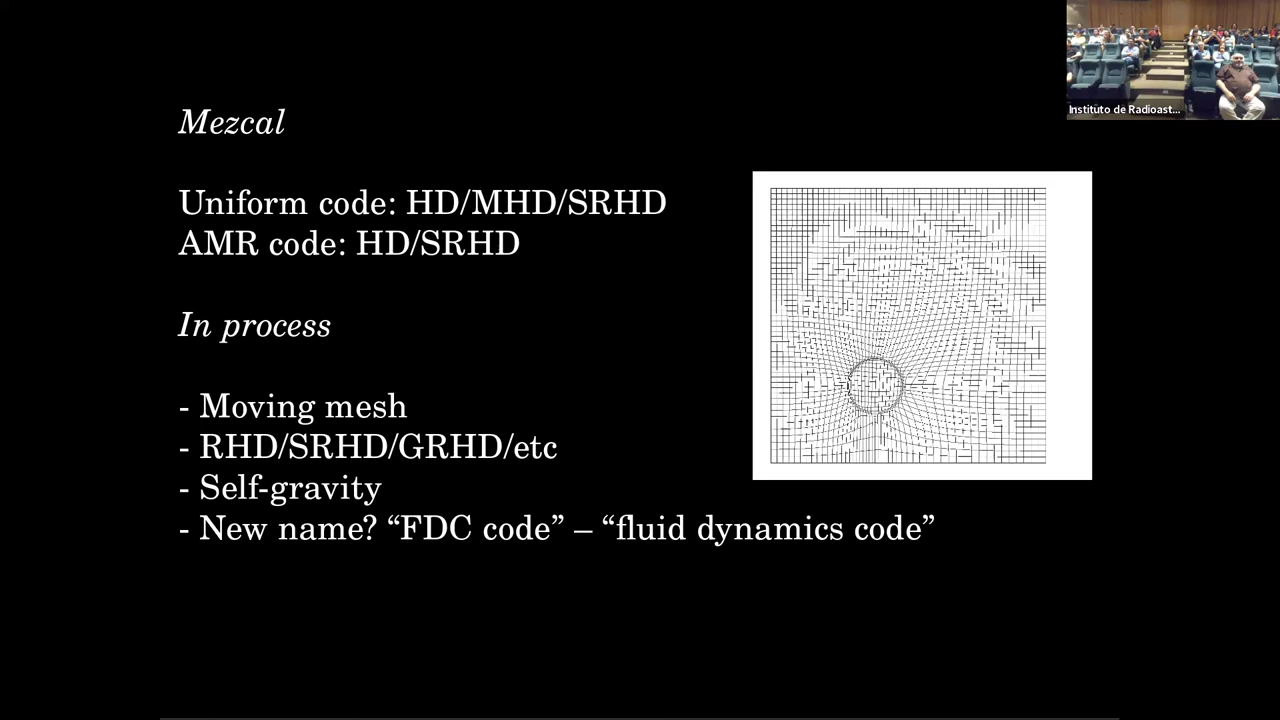 Instituto de Radioast...
Mezcal
Uniform code: HD/MHD/SRHD
AMR code: HD/SRHD
In process
- Moving mesh
- RHD/SRHD/GRHD/etc
- Self-gravity
- New name? “FDC code” – “fluid dynamics code”